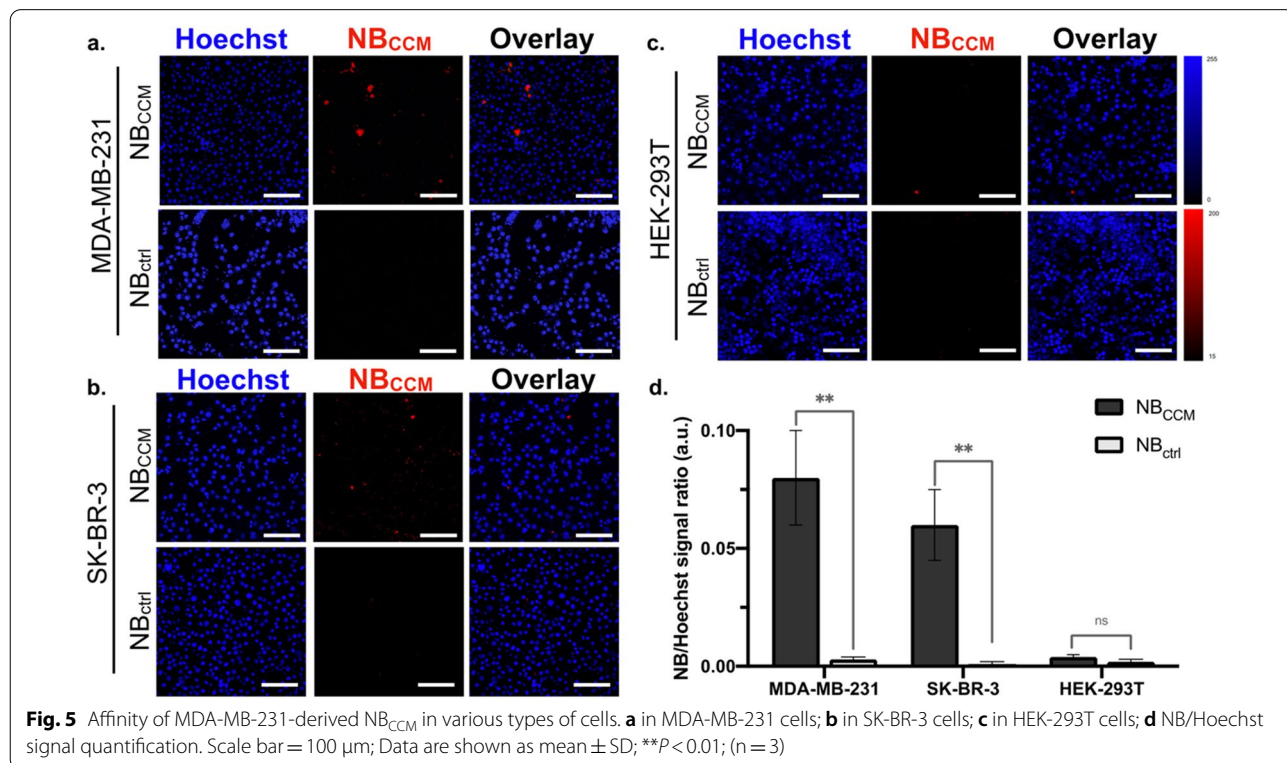 a.
Hoechst NBCCM Overlay
MDA-MB-231
NBCCM
NBctrl
b.
Hoechst NBCCM Overlay
SK-BR-3
NBCCM
NBctrl
c.
Hoechst NBCCM Overlay
HEK-293T
NBCCM
NBctrl
255
0
200
15
d.
NB/Hoechst signal ratio (a.u.)
0.10
0.05
0.00
**
**
ns
NBCCM
NBctrl
MDA-MB-231 SK-BR-3 HEK-293T
Fig. 5 Affinity of MDA-MB-231-derived NBCCM in various types of cells. a in MDA-MB-231 cells; b in SK-BR-3 cells; c in HEK-293T cells; d NB/Hoechst
signal quantification. Scale bar = 100 µm; Data are shown as mean ± SD; **P < 0.01; (n = 3)